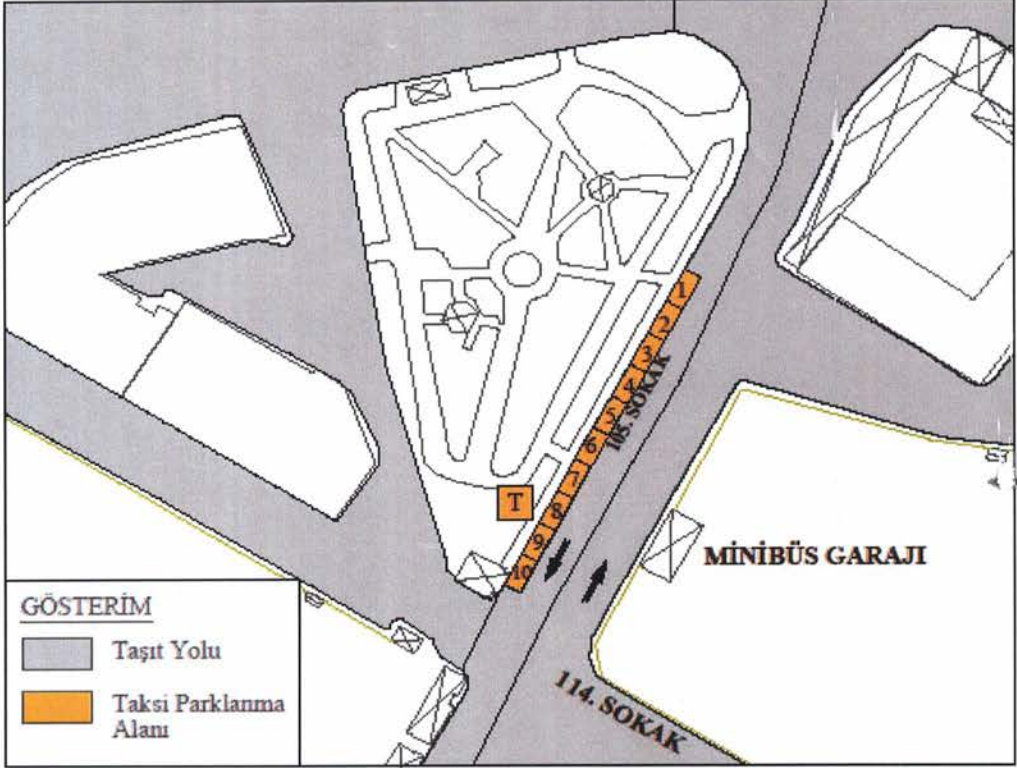 1
2
3
4
5
105. SOKAK
6
7
T
8
9
10
MİNİBÜS GARAJI
114. SOKAK
GÖSTERİM
Taşıt Yolu
Taksi Parklanma
Alanı